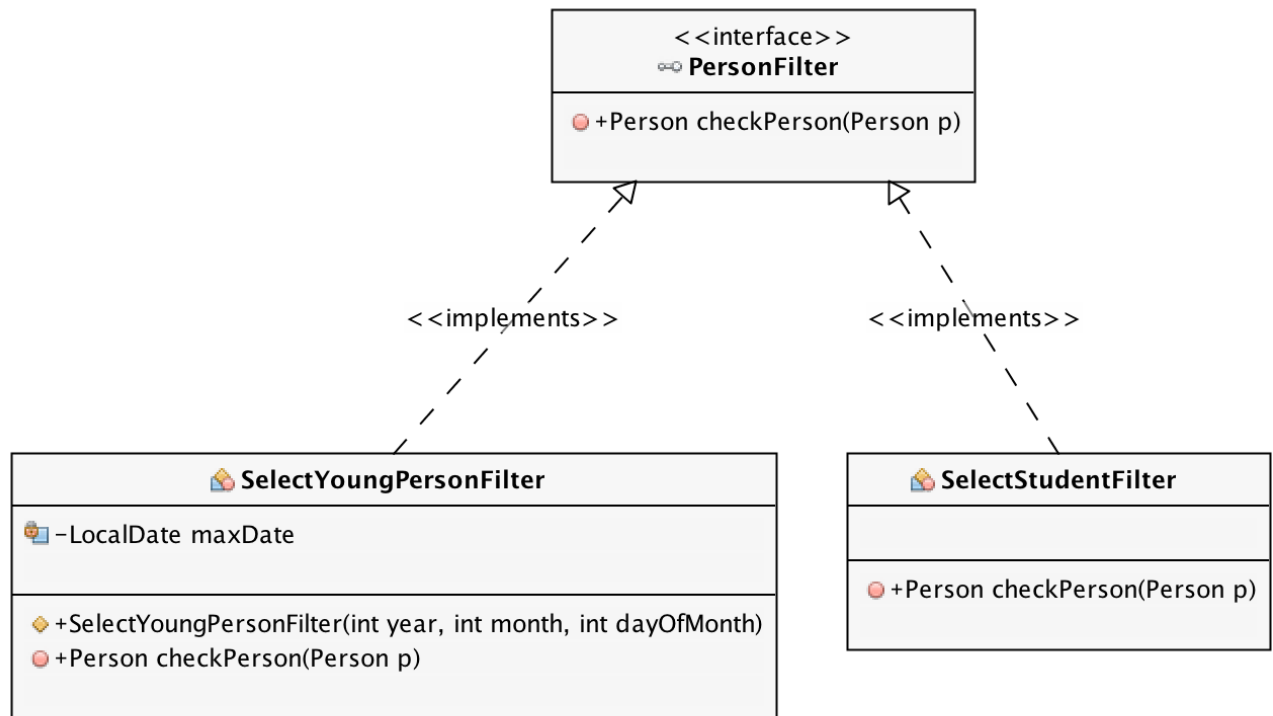 <<interface>>
PersonFilter
+Person checkPerson(Person p)
<<implements>>
<<implements>>
SelectYoungPersonFilter
-LocalDate maxDate
+SelectYoungPersonFilter(int year, int month, int dayOfMonth)
+Person checkPerson(Person p)
SelectStudentFilter
+Person checkPerson(Person p)